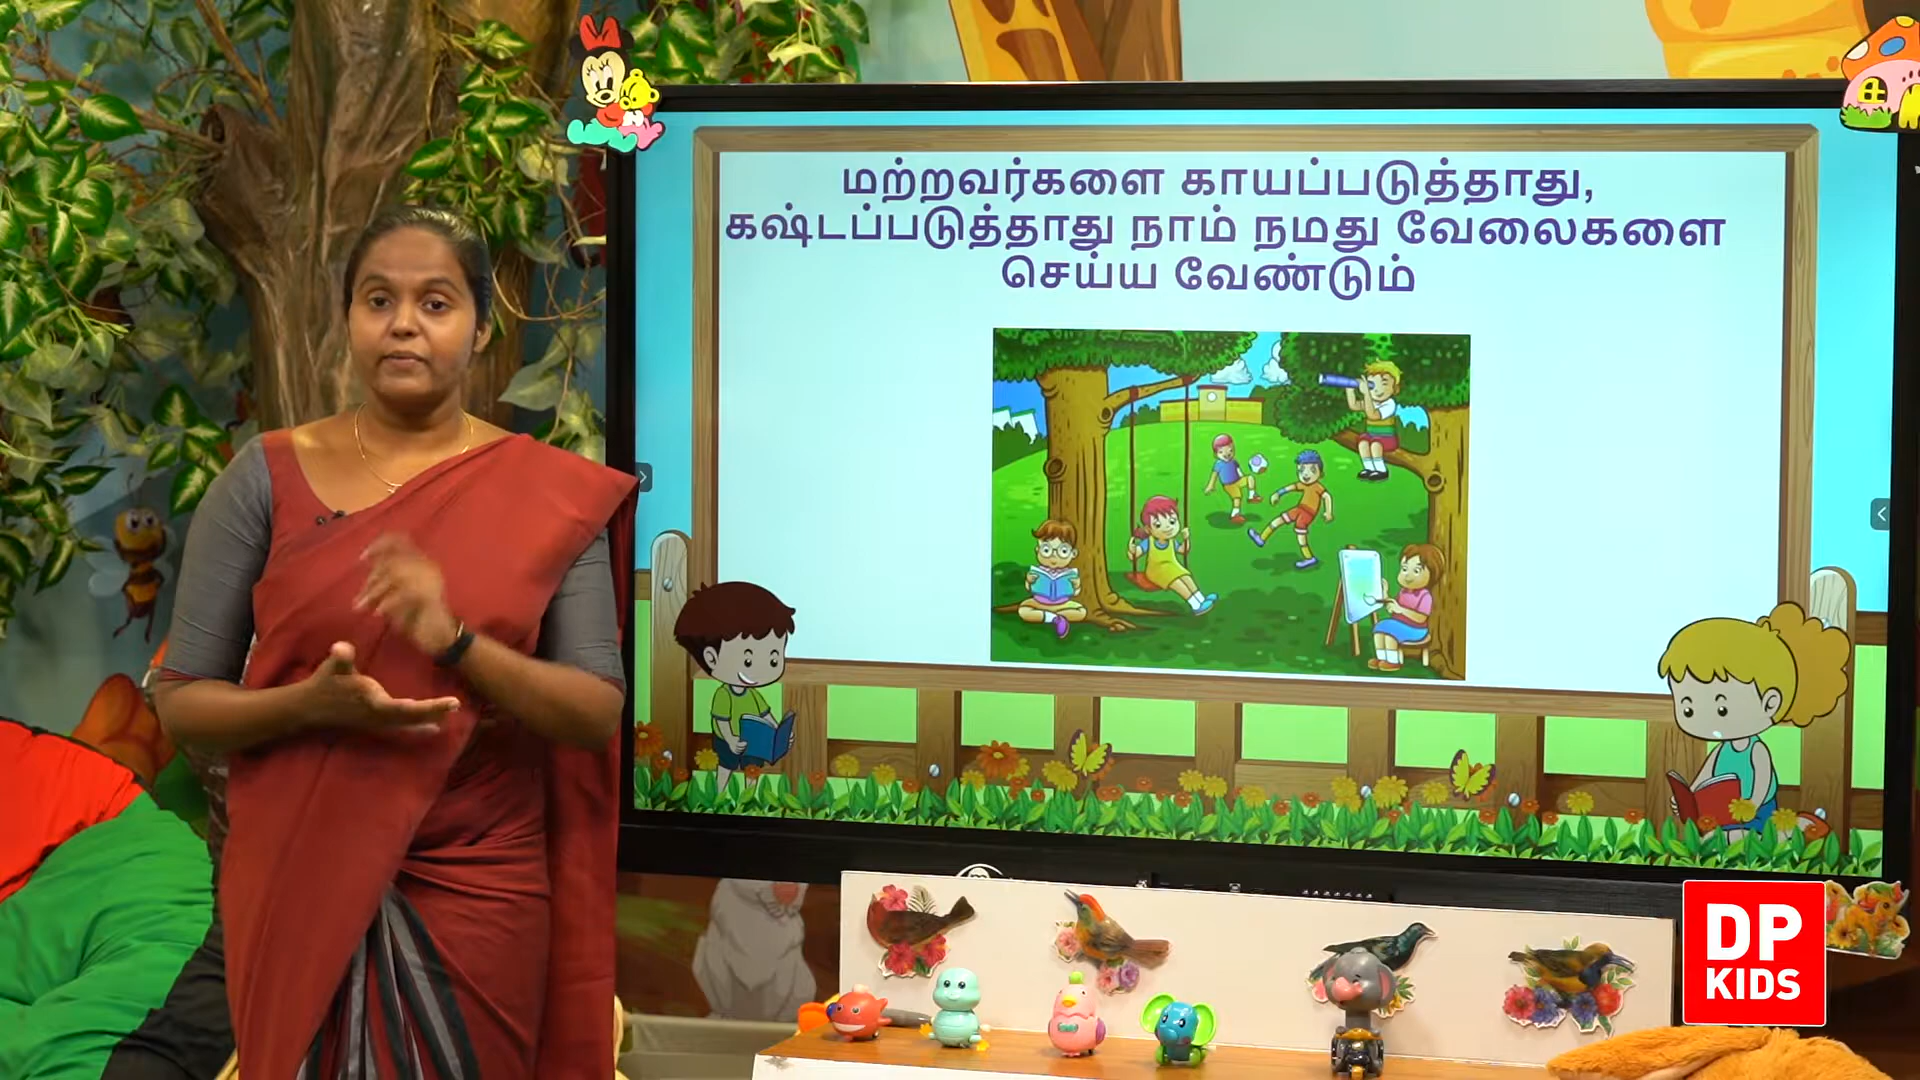 மற்றவர்களை காயப்படுத்தாது,
கஷ்டப்படுத்தாது நாம் நமது வேலைகளை
செய்ய வேண்டும்
DP
KIDS